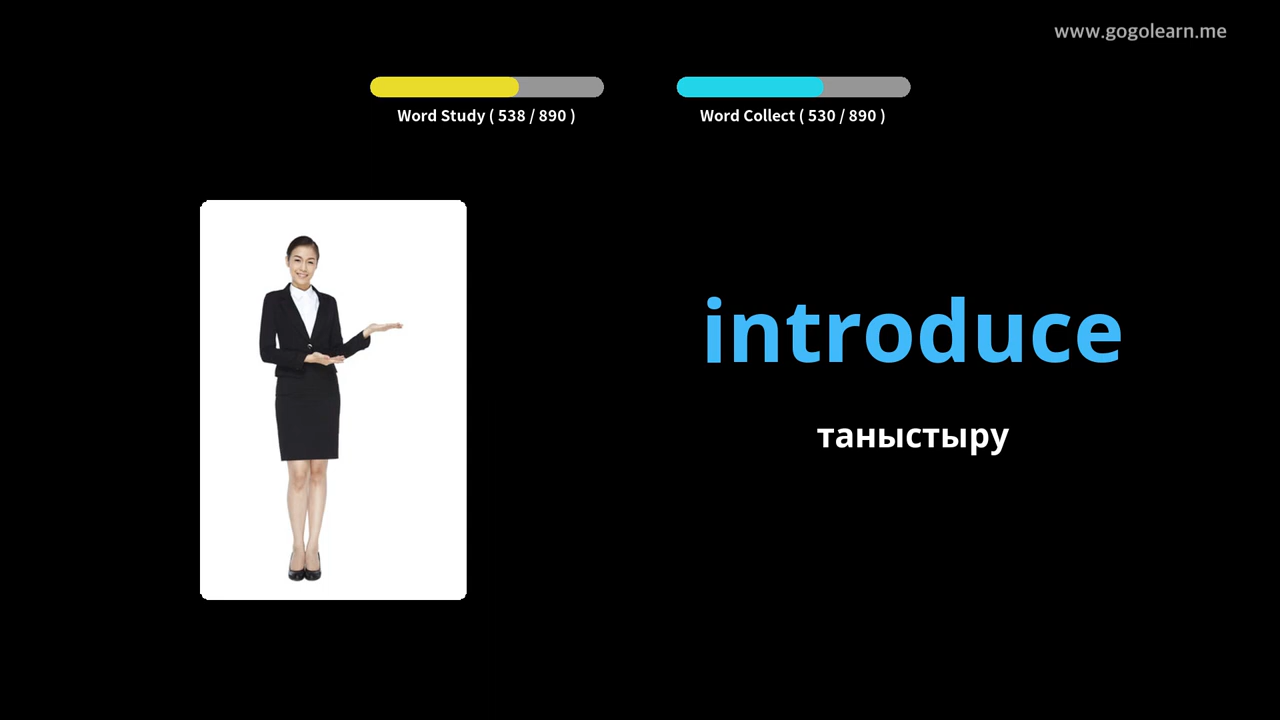 www.gogolearn.me
Word Study ( 538 / 890 )
Word Collect ( 530 / 890 )
introduce
таныстыру